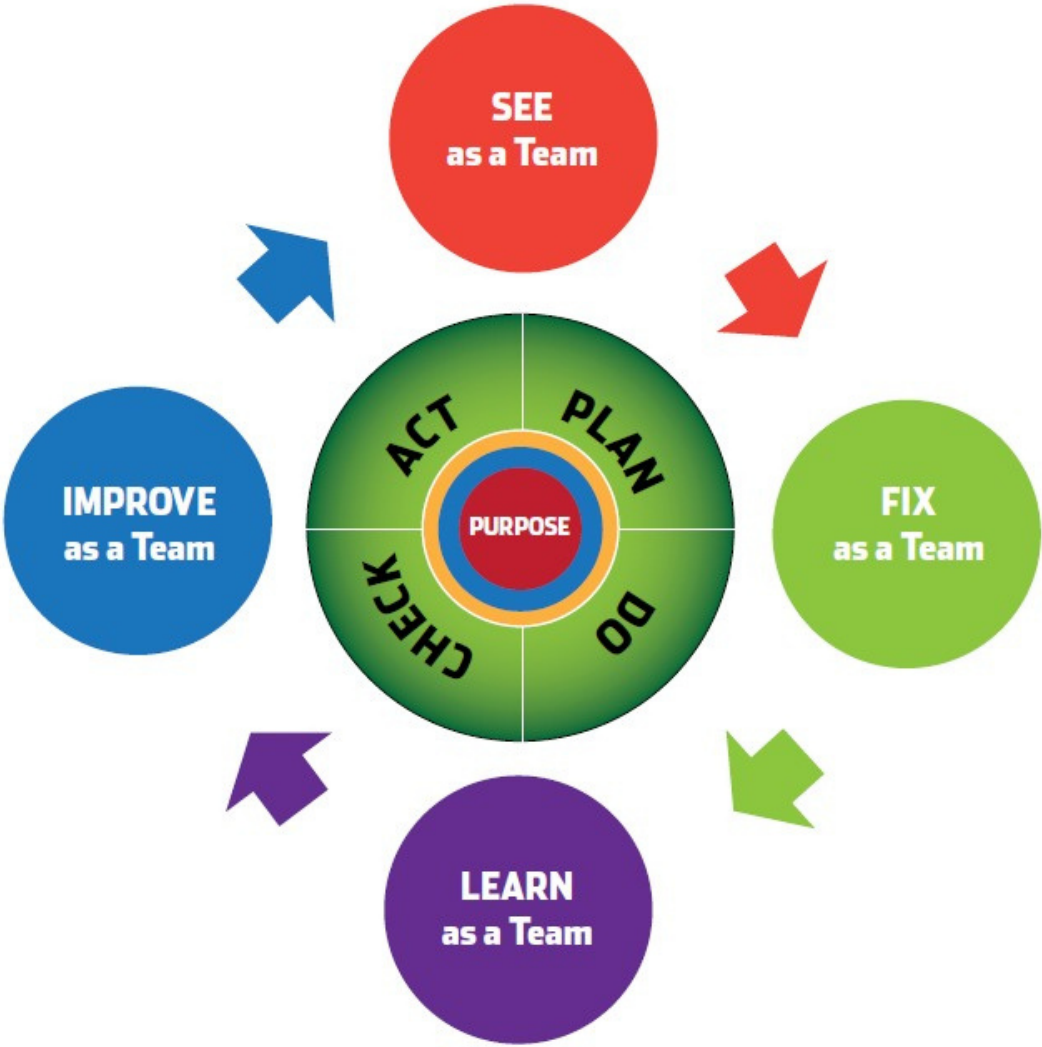 SEE
as a Team
FIX
as a Team
LEARN
as a Team
IMPROVE
as a Team
PLAN
DO
CHECK
ACT
PURPOSE